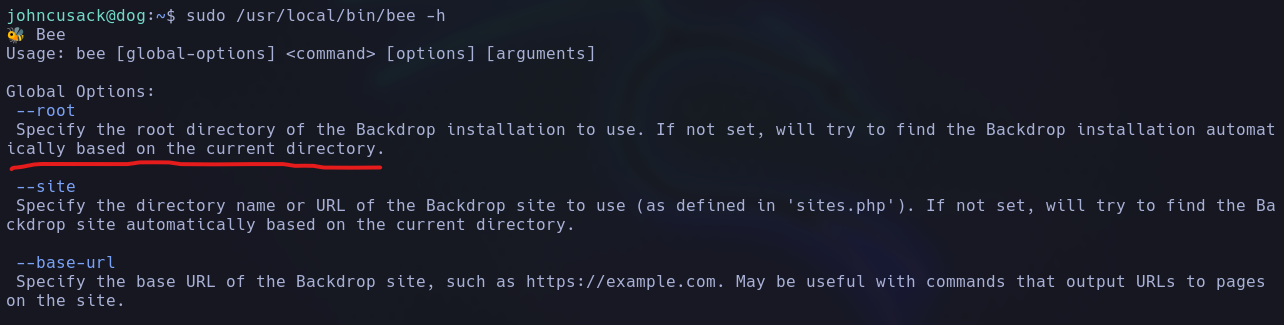 johncusack@dog:~$ sudo /usr/local/bin/bee -h
🐝 Bee
Usage: bee [global-options] <command> [options] [arguments]
Global Options:
--root
Specify the root directory of the Backdrop installation to use. If not set, will try to find the Backdrop installation automat
ically based on the current directory.
--site
Specify the directory name or URL of the Backdrop site to use (as defined in 'sites.php'). If not set, will try to find the Ba
ckdrop site automatically based on the current directory.
--base-url
Specify the base URL of the Backdrop site, such as https://example.com. May be useful with commands that output URLs to pages
on the site.